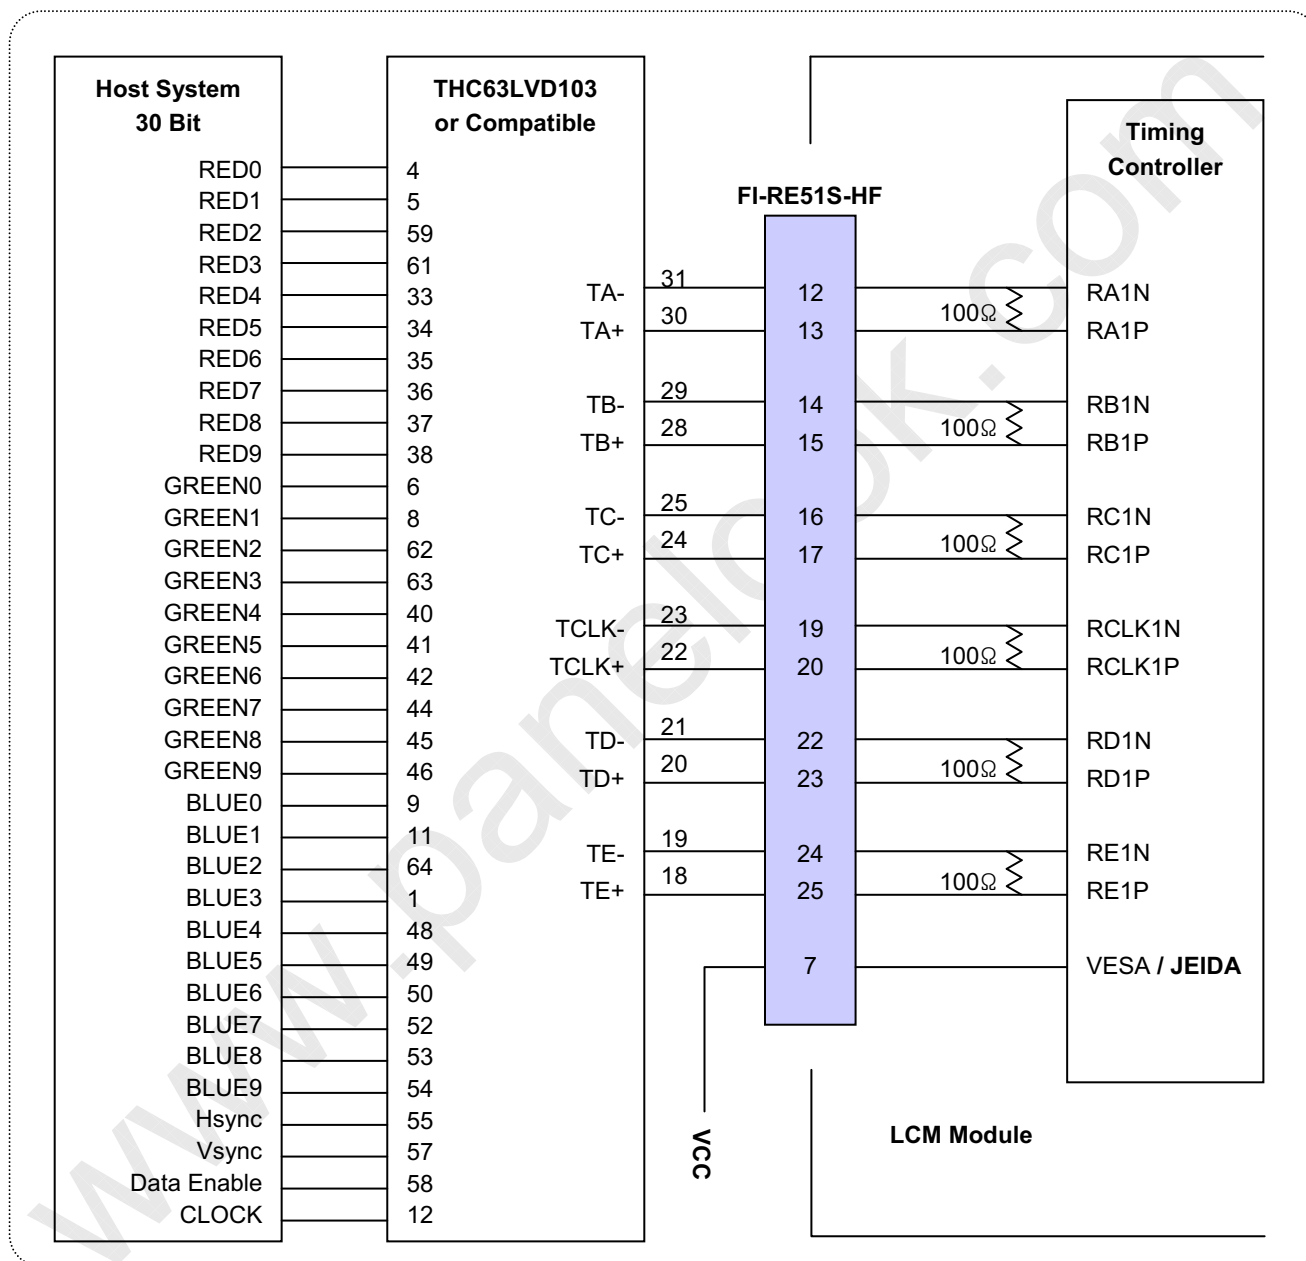 Host System
30 Bit
RED0
RED1
RED2
RED3
RED4
RED5
RED6
RED7
RED8
RED9
GREEN0
GREEN1
GREEN2
GREEN3
GREEN4
GREEN5
GREEN6
GREEN7
GREEN8
GREEN9
BLUE0
BLUE1
BLUE2
BLUE3
BLUE4
BLUE5
BLUE6
BLUE7
BLUE8
BLUE9
Hsync
Vsync
Data Enable
CLOCK
THC63LVD103
or Compatible
4
5
59
61
33
34
35
36
37
38
6
8
62
63
40
41
42
44
45
46
9
11
64
1
48
49
50
52
53
54
55
57
58
12
TA-
TA+
TB-
TB+
TC-
TC+
TCLK-
TCLK+
TD-
TD+
TE-
TE+
31
30
29
28
25
24
23
22
21
20
19
18
FI-RE51S-HF
12
13
14
15
16
17
19
20
22
23
24
25
7
VCC
100Ω
100Ω
100Ω
100Ω
100Ω
100Ω
Timing
Controller
RA1N
RA1P
RB1N
RB1P
RC1N
RC1P
RCLK1N
RCLK1P
RD1N
RD1P
RE1N
RE1P
VESA / JEIDA
LCM Module
www.panelook.com